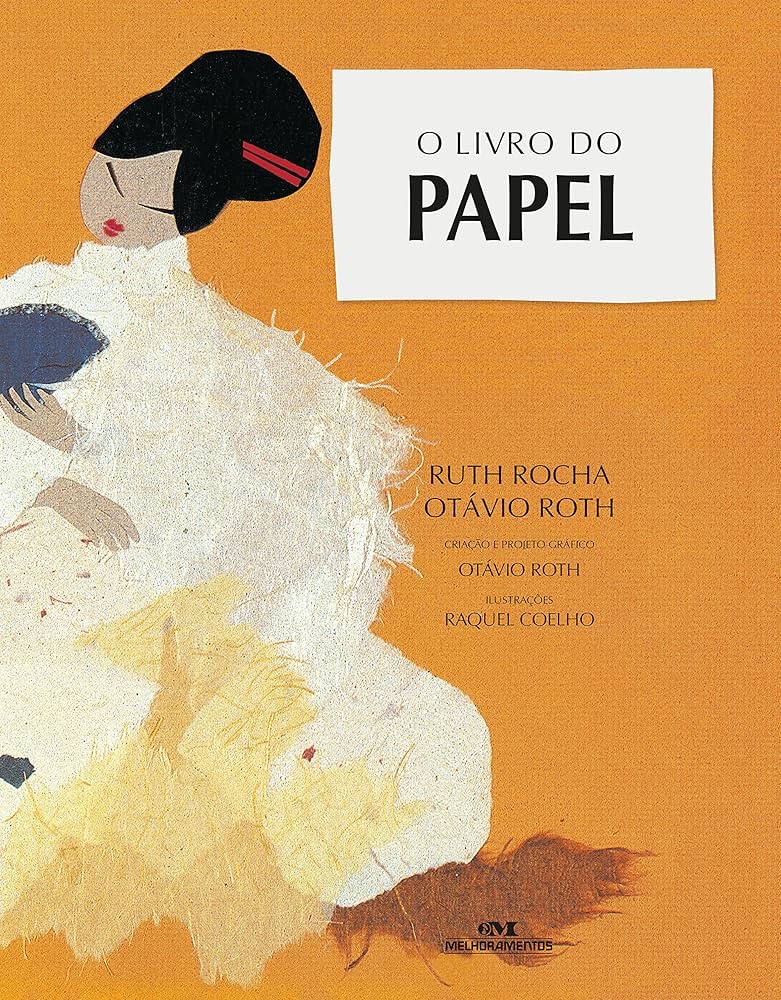 O LIVRO DO
PAPEL
RUTH ROCHA
OTÁVIO ROTH
CRIAÇÃO E PROJETO GRÁFICO
OTÁVIO ROTH
ILUSTRAÇÕES
RAQUEL COELHO
M
MELHORAMENTOS